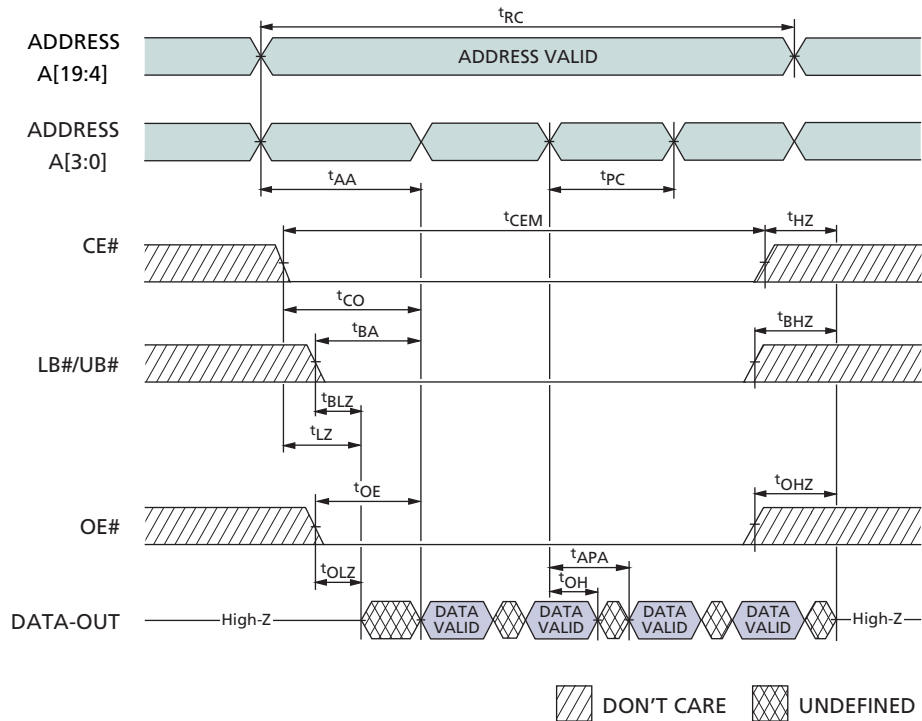 tRC
ADDRESS
A[19:4]
ADDRESS VALID
ADDRESS
A[3:0]
tAA
tPC
tCEM
tHZ
CE#
tCO
tBHZ
tBA
LB#/UB#
tBLZ
tLZ
tOE
tOHZ
OE#
tAPA
tOLZ
tOH
DATA-OUT
High-Z
DATA
VALID
DATA
VALID
DATA
VALID
DATA
VALID
High-Z
DON'T CARE
UNDEFINED